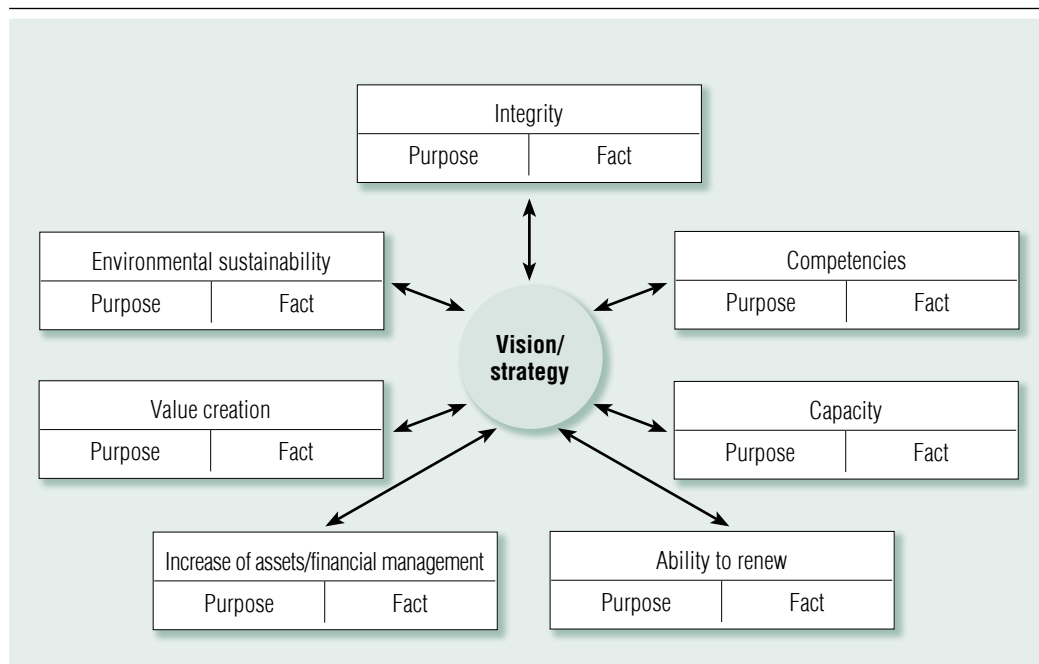 Integrity
Purpose Fact
Environmental sustainability
Purpose Fact
Competencies
Purpose Fact
Vision/
strategy
Value creation
Purpose Fact
Capacity
Purpose Fact
Increase of assets/financial management
Purpose Fact
Ability to renew
Purpose Fact